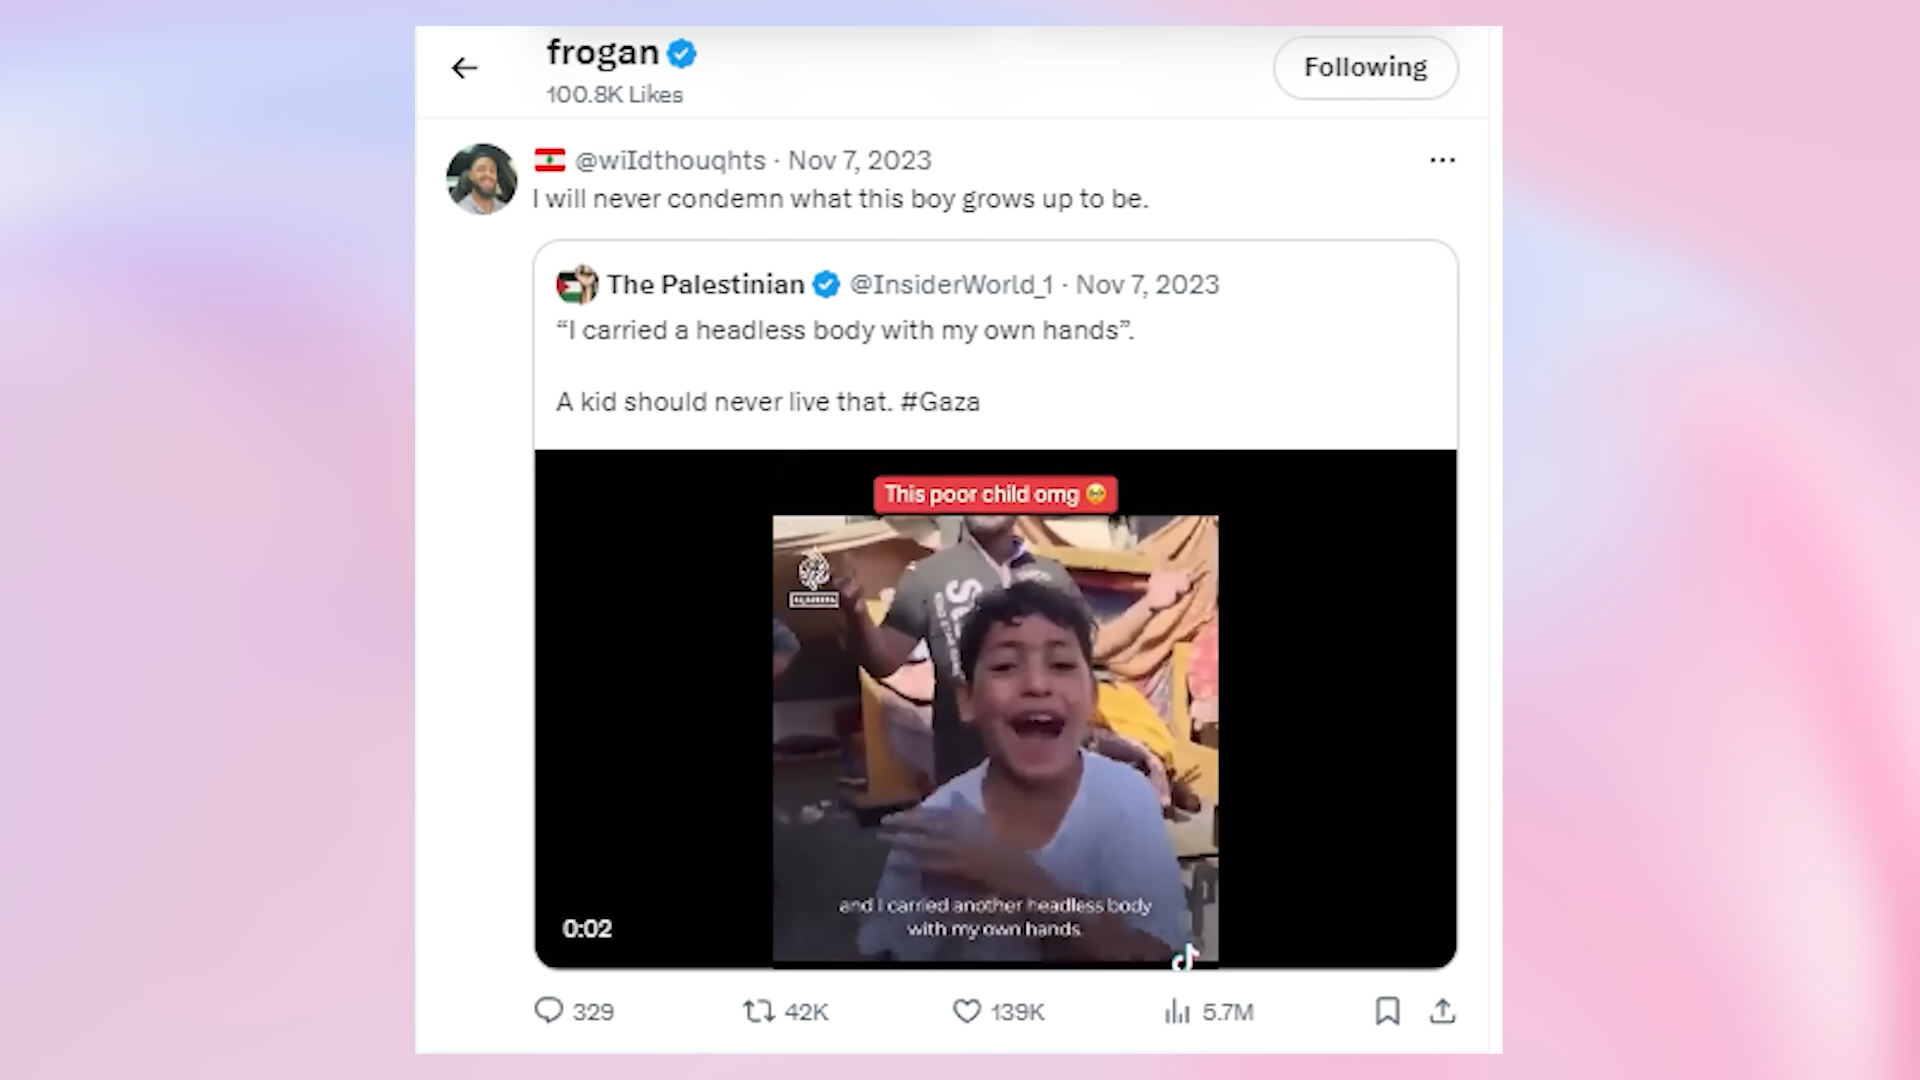 frogan
100.8K Likes
Following
@wiIdthouqhts · Nov 7, 2023
I will never condemn what this boy grows up to be.
The Palestinian @InsiderWorld_1 · Nov 7, 2023
“I carried a headless body with my own hands”.
A kid should never live that. #Gaza
This poor child omg 🥹
and I carried another headless body
with my own hands.
0:02
329 42K 139K 5.7M